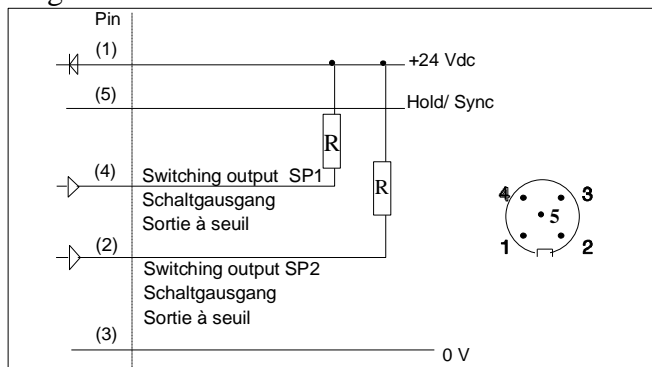 Pin
(1)
+24 Vdc
(5)
Hold/ Sync
R
(4)
Switching output SP1
Schaltgausgang
Sortie à seuil
R
(2)
Switching output SP2
Schaltgausgang
Sortie à seuil
(3)
0 V
4 3
5
1 2